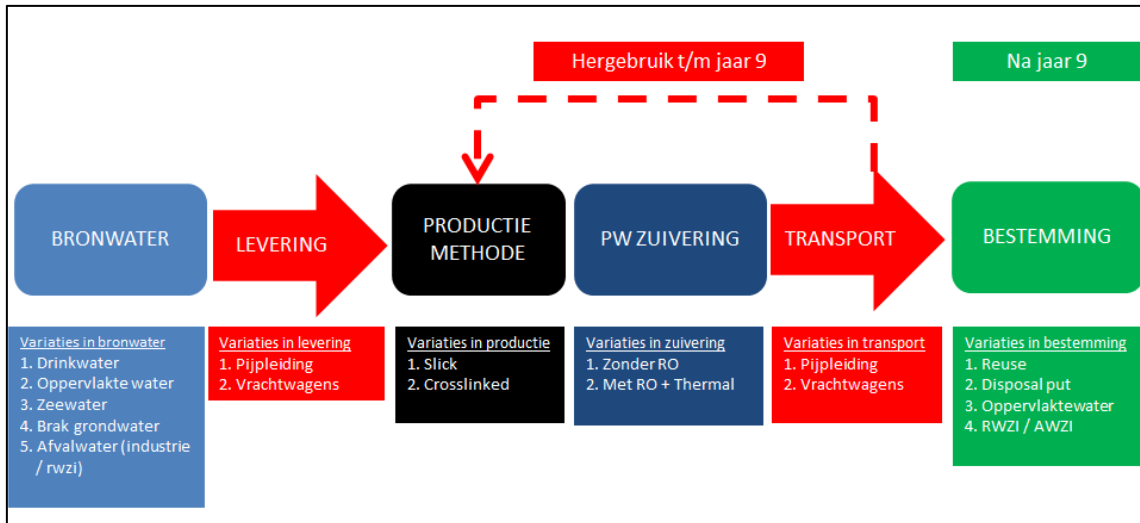 Hergebruik t/m jaar 9
Na jaar 9
BRONWATER
LEVERING
PRODUCTIE
METHODE
PW ZUIVERING
TRANSPORT
BESTEMMING
Variaties in bronwater
1. Drinkwater
2. Oppervlakte water
3. Zeewater
4. Brak grondwater
5. Afvalwater (industrie
/ rwzi)
Variaties in levering
1. Pijpleiding
2. Vrachtwagens
Variaties in productie
1. Slick
2. Crosslinked
Variaties in zuivering
1. Zonder RO
2. Met RO + Thermal
Variaties in transport
1. Pijpleiding
2. Vrachtwagens
Variaties in bestemming
1. Reuse
2. Disposal put
3. Oppervlaktewater
4. RWZI / AWZI